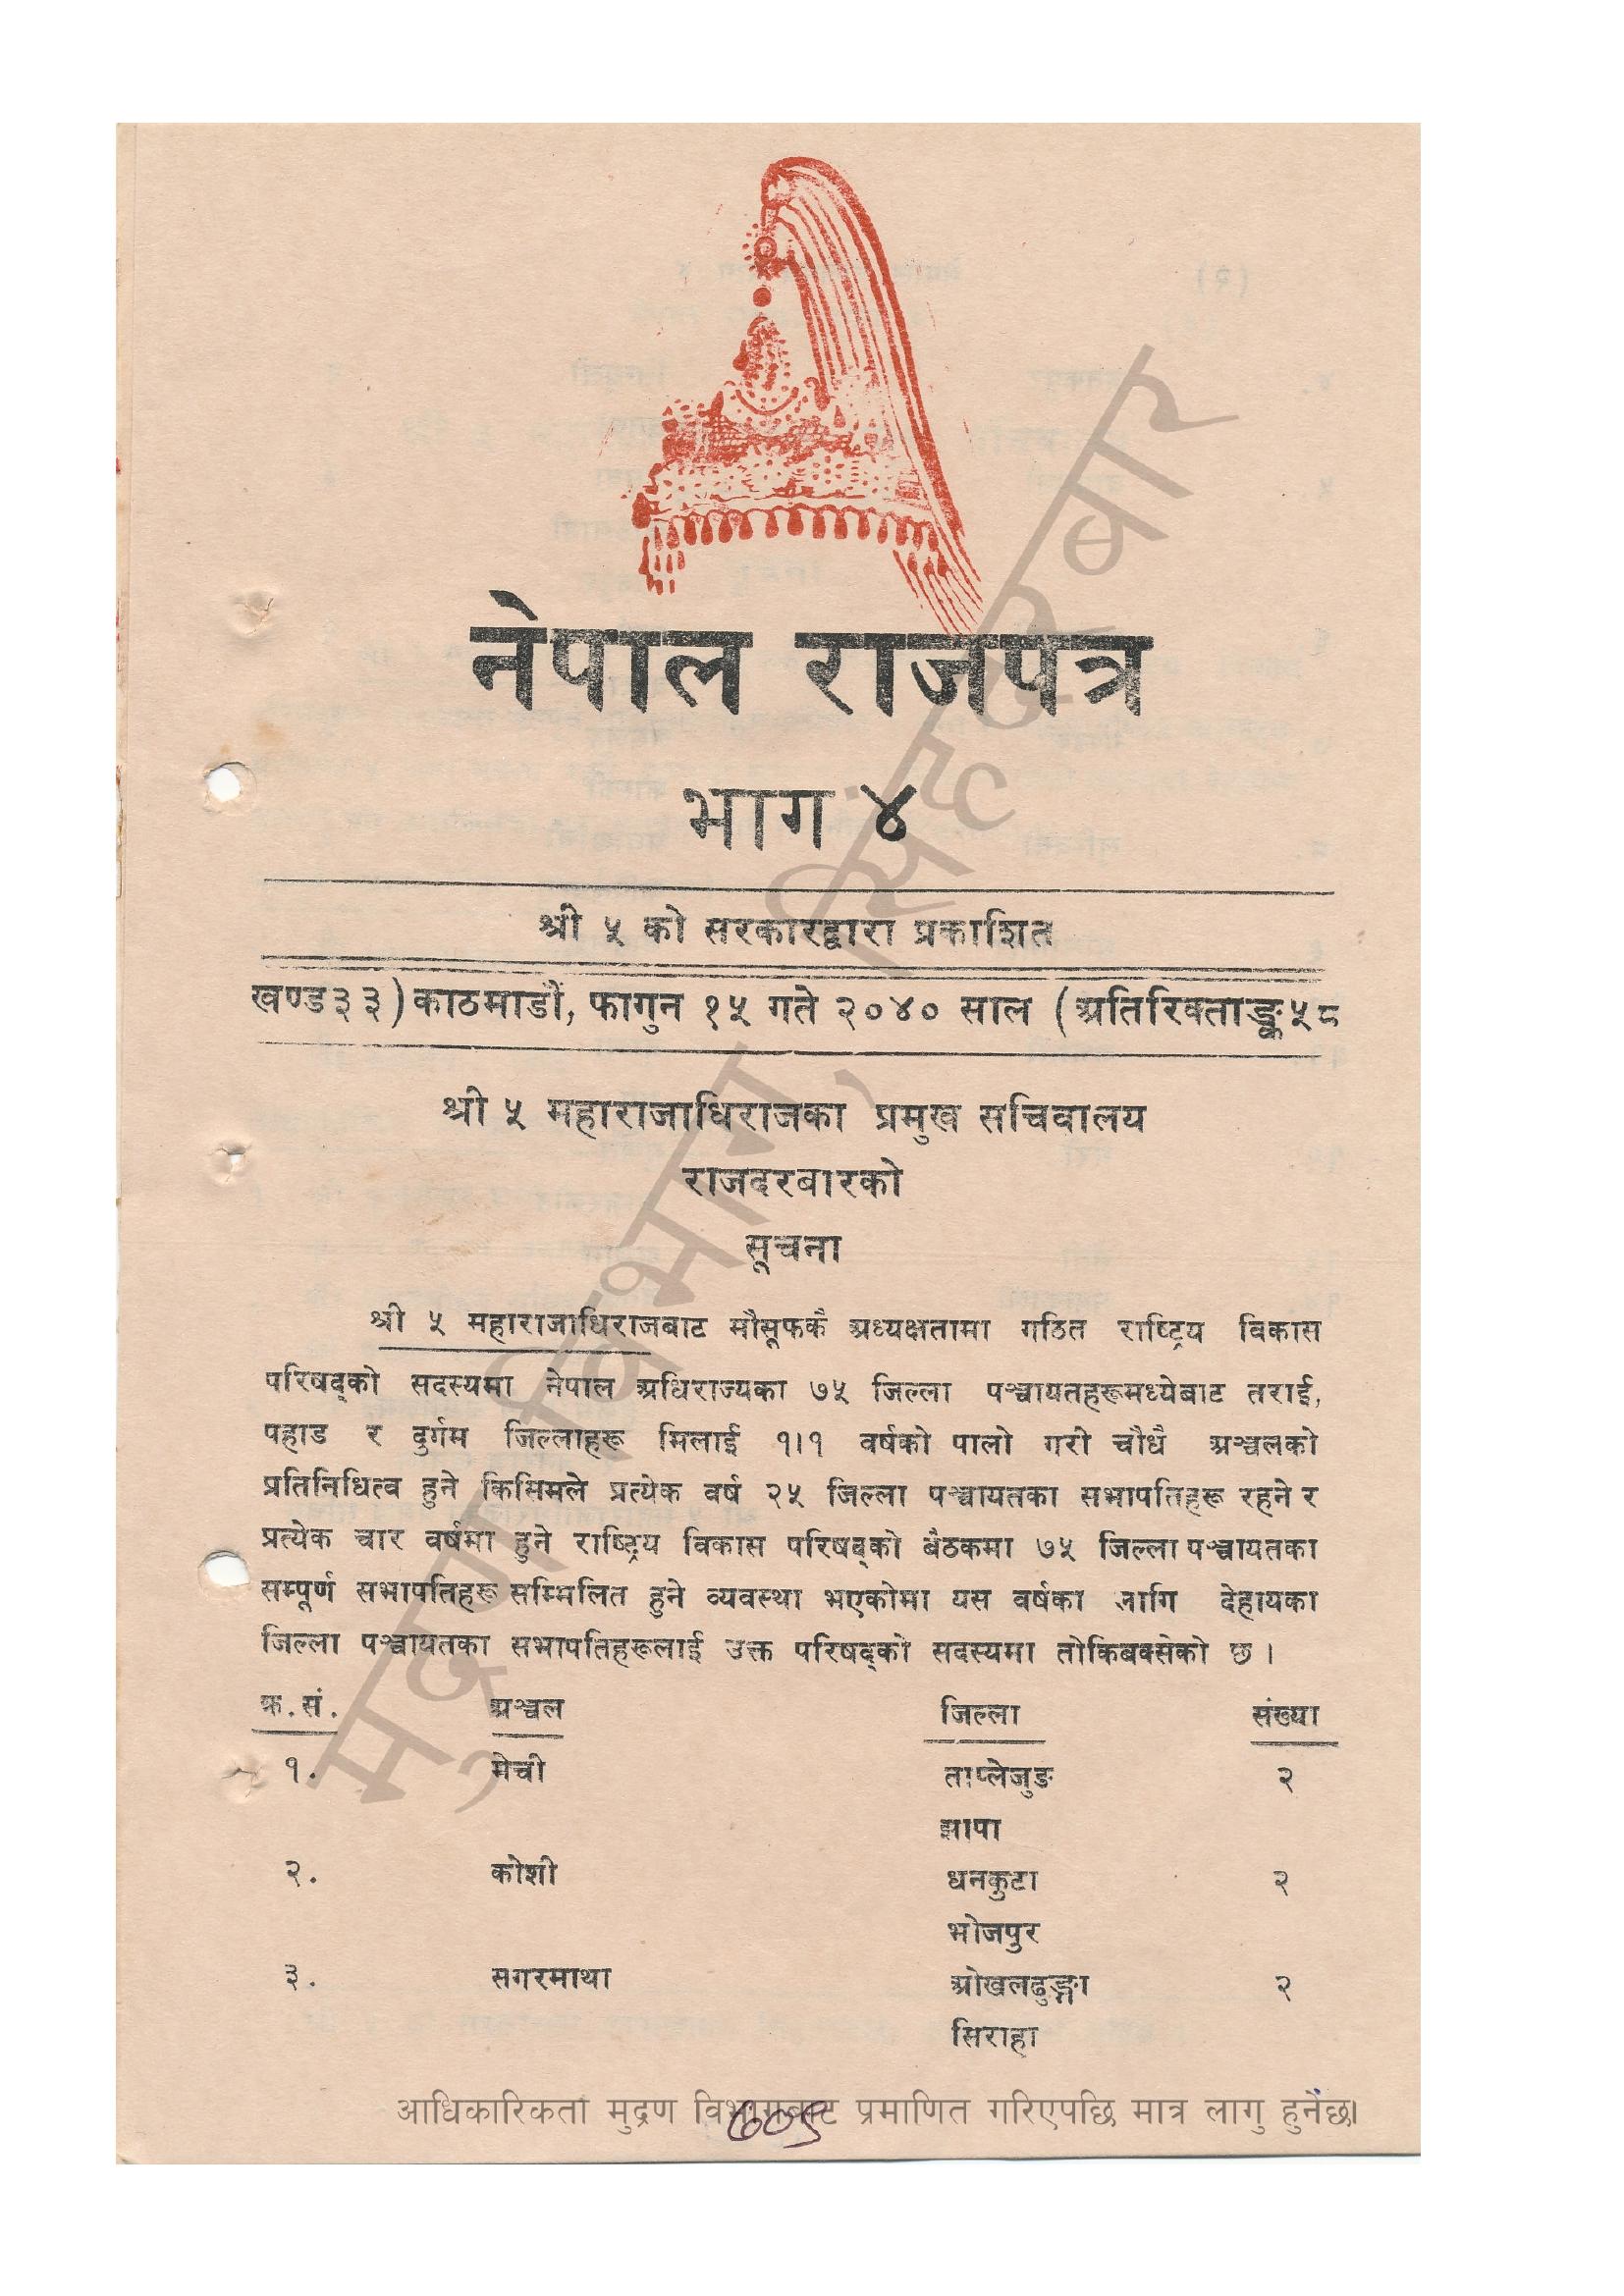 नेपाल राजपत्र
भाग ४
श्री ५ को सरकारद्वारा प्रकाशित
खण्ड३३) काठमाडौं, फागुन १५ गते २०४० साल (अतिरिक्ताङ्क५८
श्री ५ महाराजाधिराजका प्रमुख सचिवालय
राजदरबारको
सूचना
श्री ५ महाराजाधिराजबाट मौसूफकै अध्यक्षतामा गठित राष्ट्रिय विकास
परिषद्को सदस्यमा नेपाल अधिराज्यका ७५ जिल्ला पञ्चायतहरूमध्येबाट तराई,
पहाड र दुर्गम जिल्लाहरू मिलाई १।१ वर्षको पालो गरी चौधै अञ्चलको
प्रतिनिधित्व हुने किसिमले प्रत्येक वर्ष २५ जिल्ला पञ्चायतका सभापतिहरू रहने र
प्रत्येक चार वर्षमा हुने राष्ट्रिय विकास परिषद्को बैठकमा ७५ जिल्ला पञ्चायतका
सम्पूर्ण सभापतिहरू सम्मिलित हुने व्यवस्था भएकोमा यस वर्षका लागि देहायका
जिल्ला पञ्चायतका सभापतिहरूलाई उक्त परिषद्को सदस्यमा तोकिबक्सेको छ ।
क्र.सं. अञ्चल जिल्ला संख्या
१. मेची ताप्लेजुङ २
झापा
२. कोशी धनकुटा २
भोजपुर
३. सगरमाथा ओखलढुङ्गा २
सिराहा
मुद्रण विभाग, सिंहदरबार
आधिकारिकता मुद्रण विभागबाट प्रमाणित गरिएपछि मात्र लागु हुनेछ।